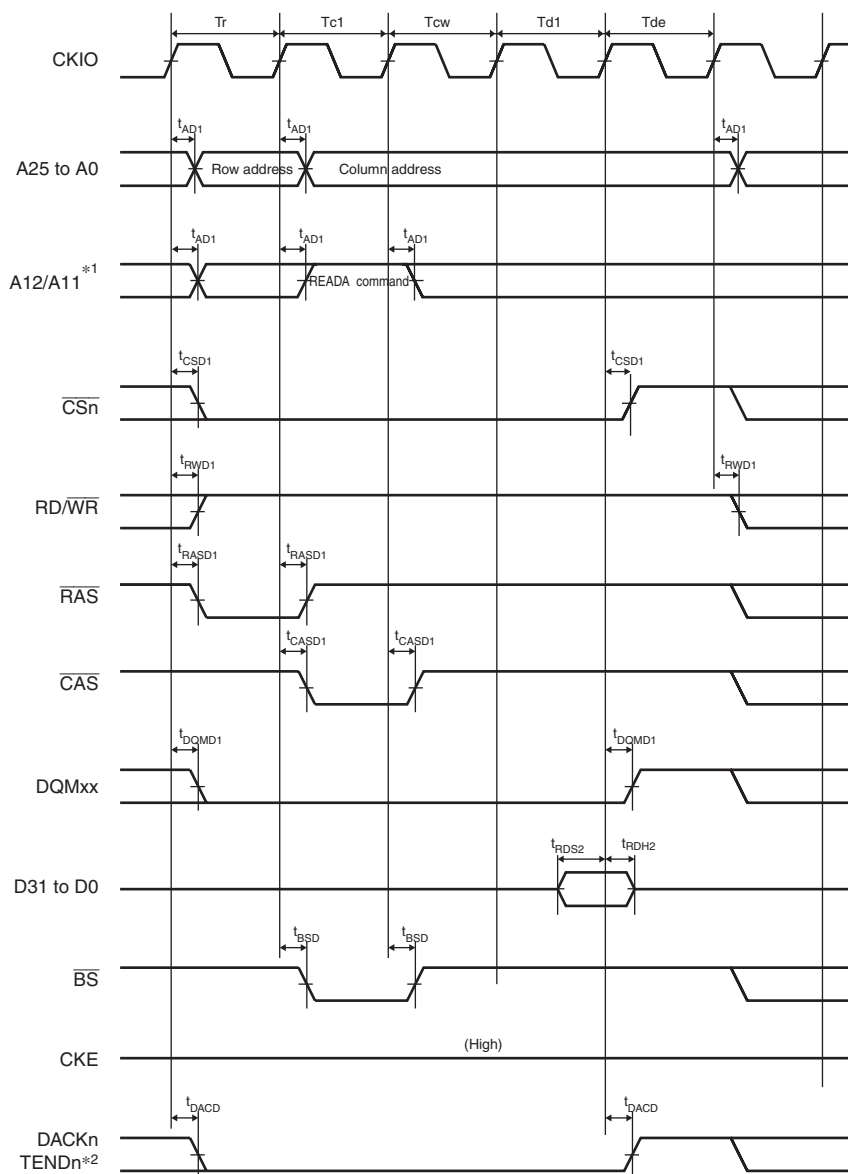 Tr Tc1 Tcw Td1 Tde
CKIO
tAD1 tAD1 tAD1
A25 to A0 Row address Column address
tAD1 tAD1 tAD1
A12/A11*1 READA command
tCSD1 tCSD1
CSn
tRWD1 tRWD1
RD/WR
tRASD1 tRASD1
RAS
tCASD1 tCASD1
CAS
tDQMD1 tDQMD1
DQMxx
tRDS2 tRDH2
D31 to D0
tBSD tBSD
BS
(High)
CKE
tDACD tDACD
DACKn
TENDn*2